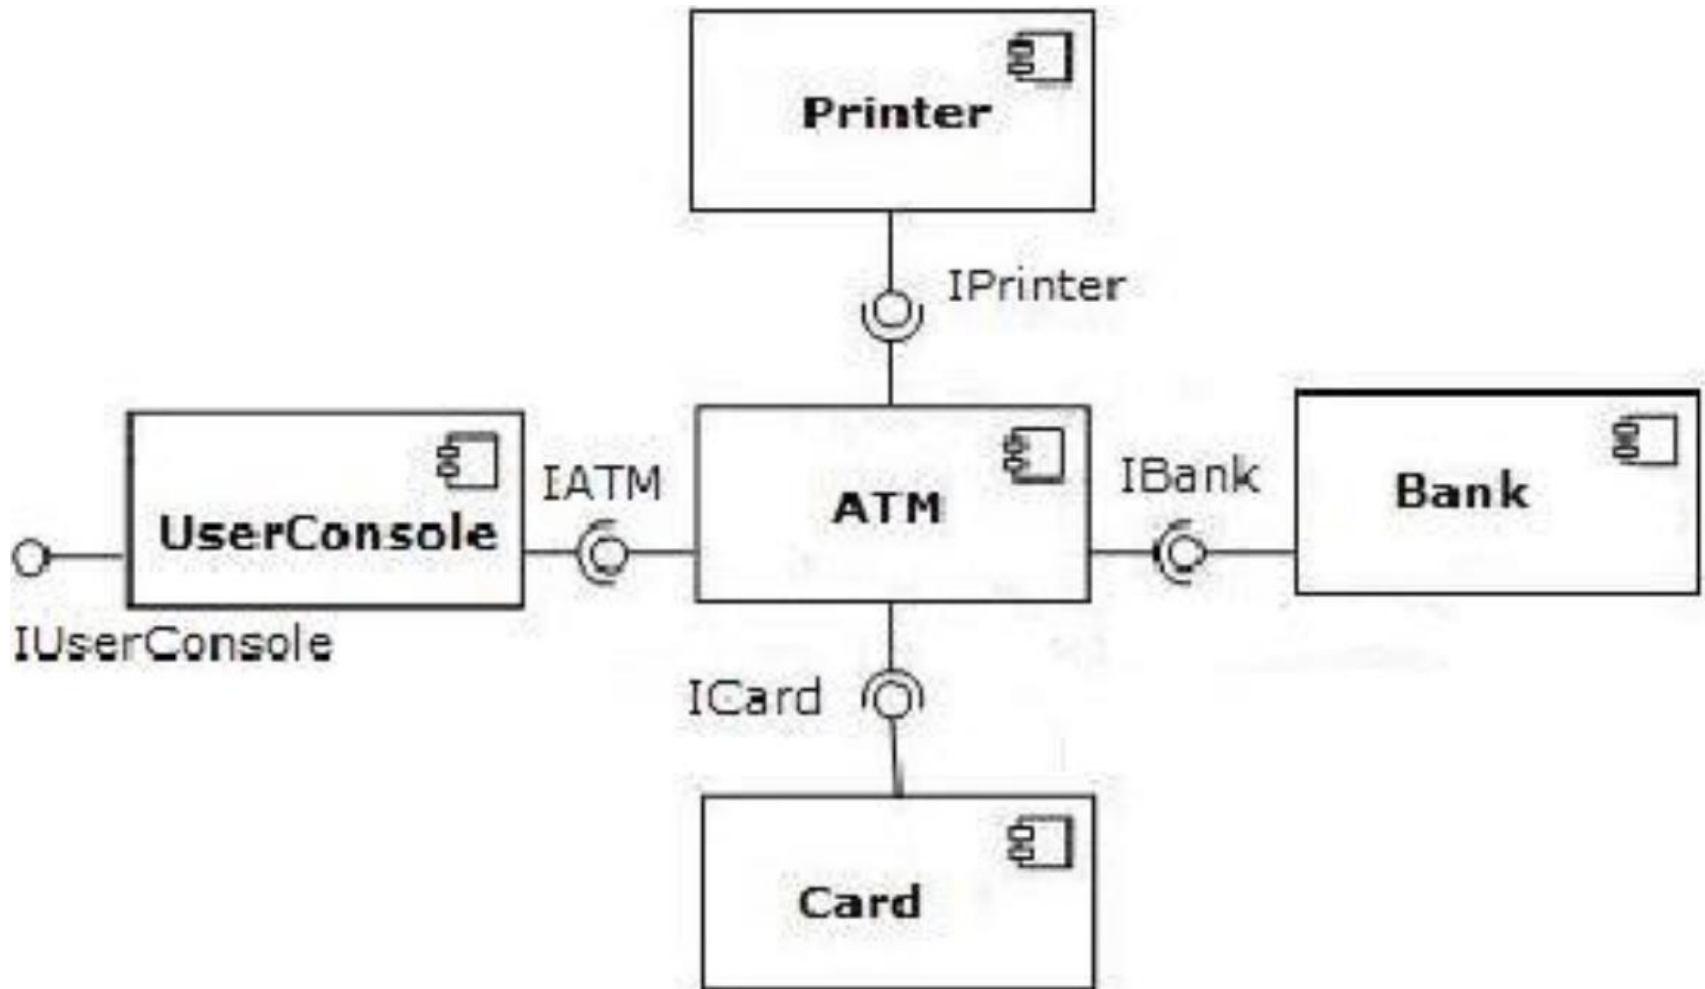 Printer
IPrinter
UserConsole
IATM
ATM
IBank
Bank
IUserConsole
ICard
Card